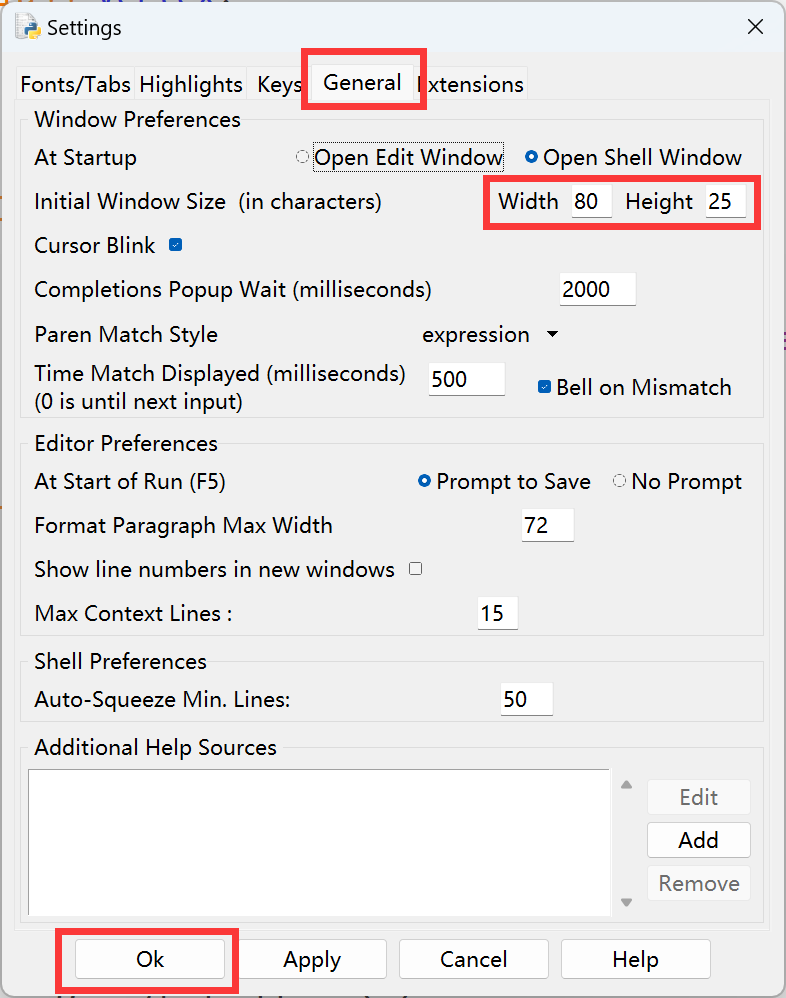 Settings
Fonts/Tabs Highlights Keys General Extensions
Window Preferences
At Startup Open Edit Window Open Shell Window
Initial Window Size (in characters) Width 80 Height 25
Cursor Blink
Completions Popup Wait (milliseconds) 2000
Paren Match Style expression
Time Match Displayed (milliseconds) 500
(0 is until next input) Bell on Mismatch
Editor Preferences
At Start of Run (F5) Prompt to Save No Prompt
Format Paragraph Max Width 72
Show line numbers in new windows
Max Context Lines : 15
Shell Preferences
Auto-Squeeze Min. Lines: 50
Additional Help Sources
Edit
Add
Remove
Ok Apply Cancel Help